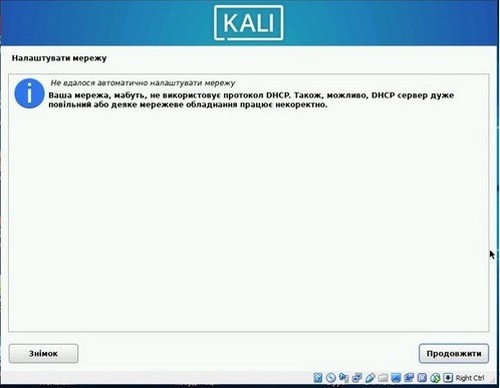 KALI
Налаштувати мережу
Не вдалося автоматично налаштувати мережу
Ваша мережа, мабуть, не використовує протокол DHCP. Також, можливо, DHCP сервер дуже
повільний або деяке мережеве обладнання працює некоректно.
Знімок
Продовжити
Right Ctrl